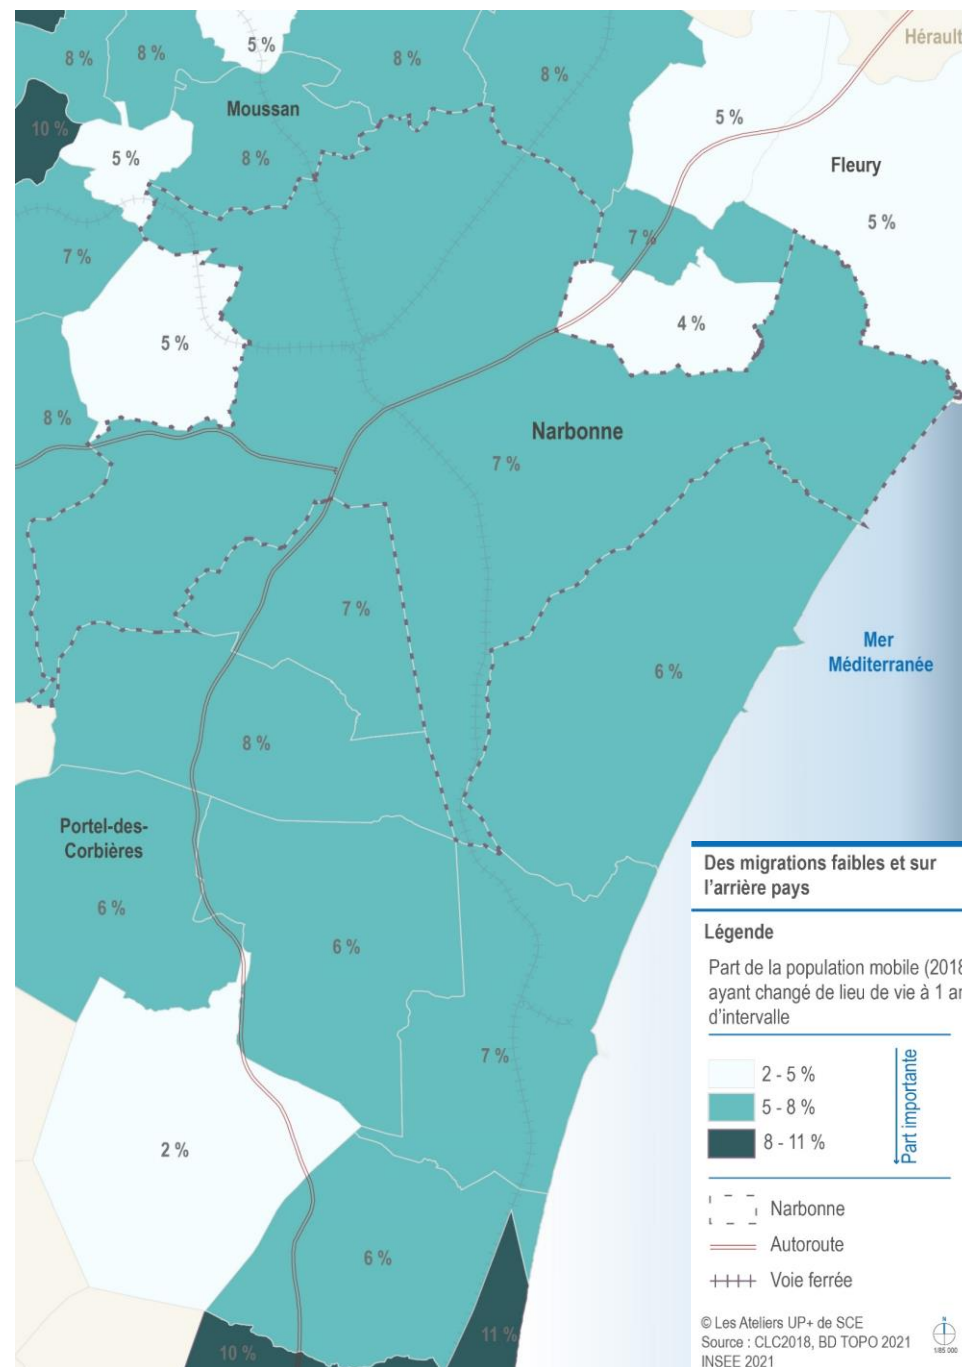 Hérault
5 %
8 %
8 %
8 %
8 %
Moussan
5 %
10 %
5 %
8 %
Fleury
5 %
7 %
7 %
4 %
5 %
8 %
Narbonne
7 %
7 %
Mer
Méditerranée
6 %
8 %
Portel-des-
Corbières
6 %
6 %
7 %
2 %
6 %
11 %
10 %
Des migrations faibles et sur
l'arrière pays
Légende
Part de la population mobile (2018
ayant changé de lieu de vie à 1 an
d'intervalle
2 - 5 %
5 - 8 %
8 - 11 %
Part importante
Narbonne
Autoroute
Voie ferrée
© Les Ateliers UP+ de SCE
Source : CLC2018, BD TOPO 2021
INSEE 2021
N
1/85 000